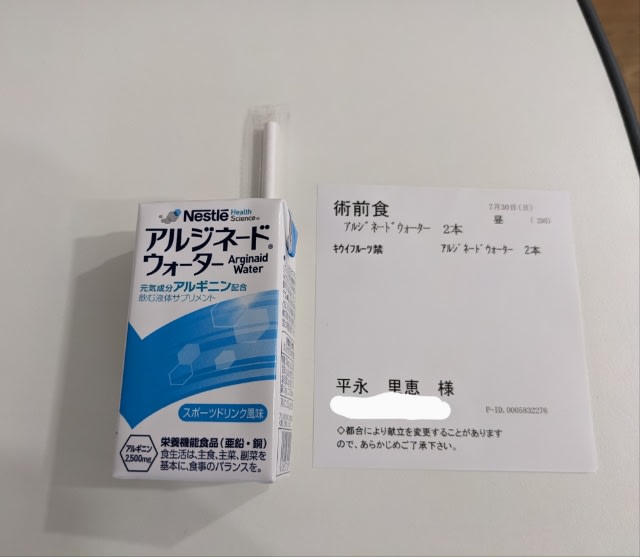 Nestlé Health Science®
アルジネード®
ウォーター Arginaid Water
元気成分アルギニン配合
飲む液体サプリメント
スポーツドリンク風味
アルギニン 2,500mg
栄養機能食品(亜鉛・銅)
食生活は、主食、主菜、副菜を
基本に、食事のバランスを。
術前食
7月30日(日)
昼
アルジネードウォーター 2本
キウイフルーツ禁
アルジネードウォーター 2本
平永 里恵 様
P-ID.0005832276
◇都合により献立を変更することがあります
ので、あらかじめご了承下さい。